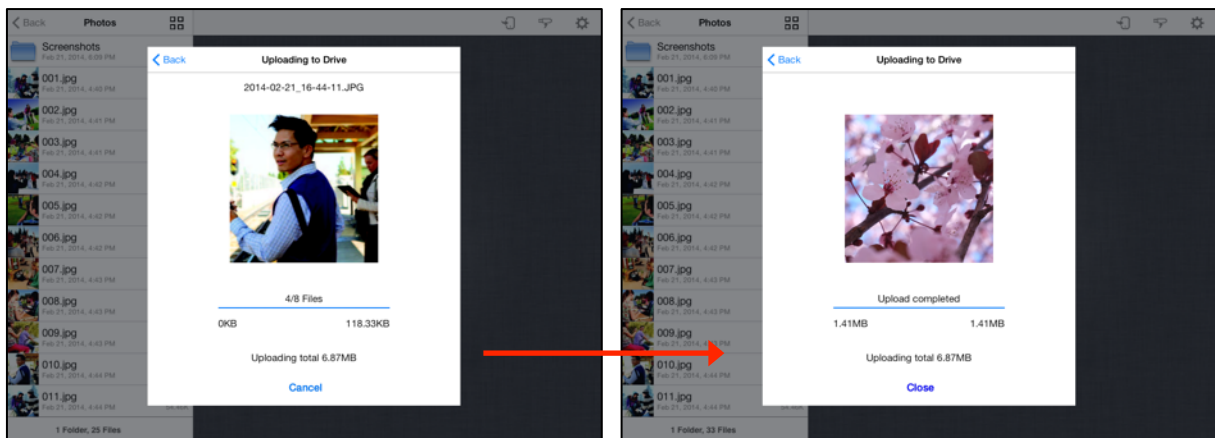 Back Photos
Screenshots
Feb 21, 2014, 6:09 PM
001.jpg
Feb 21, 2014, 4:40 PM
002.jpg
Feb 21, 2014, 4:41 PM
003.jpg
Feb 21, 2014, 4:41 PM
004.jpg
Feb 21, 2014, 4:42 PM
005.jpg
Feb 21, 2014, 4:42 PM
006.jpg
Feb 21, 2014, 4:42 PM
007.jpg
Feb 21, 2014, 4:43 PM
008.jpg
Feb 21, 2014, 4:43 PM
009.jpg
Feb 21, 2014, 4:43 PM
010.jpg
Feb 21, 2014, 4:44 PM
011.jpg
Feb 21, 2014, 4:44 PM
1 Folder, 25 Files
Back Uploading to Drive
2014-02-21_16-44-11.JPG
4/8 Files
0KB 118.33KB
Uploading total 6.87MB
Cancel
Back Photos
Screenshots
Feb 21, 2014, 6:09 PM
001.jpg
Feb 21, 2014, 4:40 PM
002.jpg
Feb 21, 2014, 4:41 PM
003.jpg
Feb 21, 2014, 4:41 PM
004.jpg
Feb 21, 2014, 4:42 PM
005.jpg
Feb 21, 2014, 4:42 PM
006.jpg
Feb 21, 2014, 4:42 PM
007.jpg
Feb 21, 2014, 4:43 PM
008.jpg
Feb 21, 2014, 4:43 PM
009.jpg
Feb 21, 2014, 4:43 PM
010.jpg
Feb 21, 2014, 4:44 PM
011.jpg
Feb 21, 2014, 4:44 PM
1 Folder, 33 Files
Back Uploading to Drive
Upload completed
1.41MB 1.41MB
Uploading total 6.87MB
Close